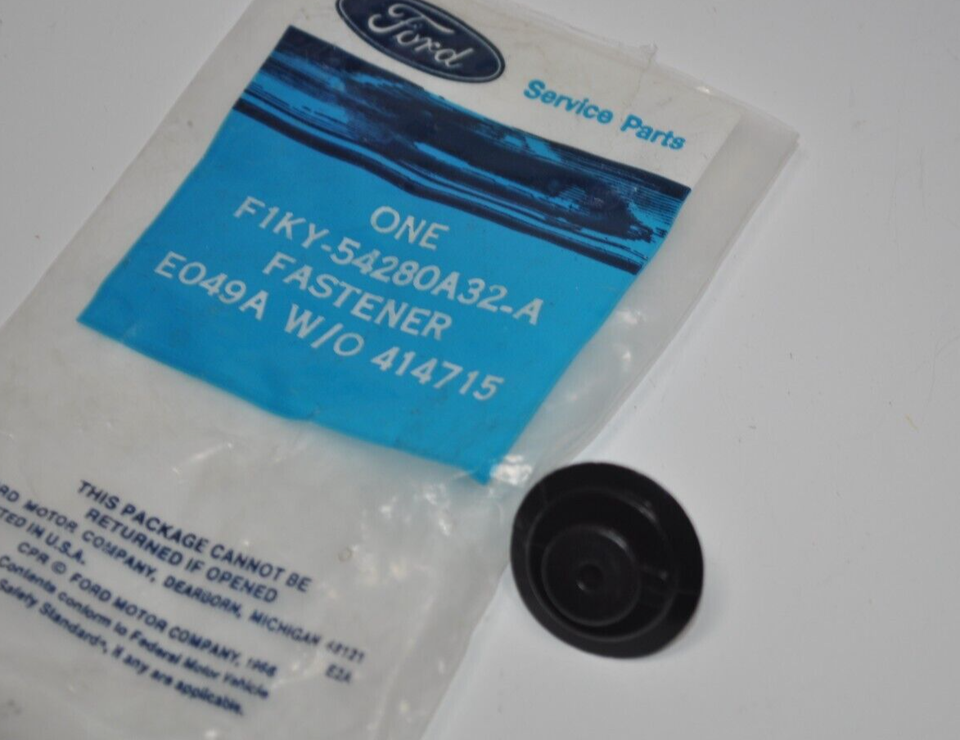 Ford
Service Parts
ONE
F1KY-54280A32-A
FASTENER
E049A W/O 414715
THIS PACKAGE CANNOT BE
RETURNED IF OPENED
RD MOTOR COMPANY, DEARBORN, MICHIGAN 48121
TED IN U.S.A. E2A
CPR © FORD MOTOR COMPANY, 1968
Contents conform to Federal Motor Vehicle
Safety Standards, if any are applicable.